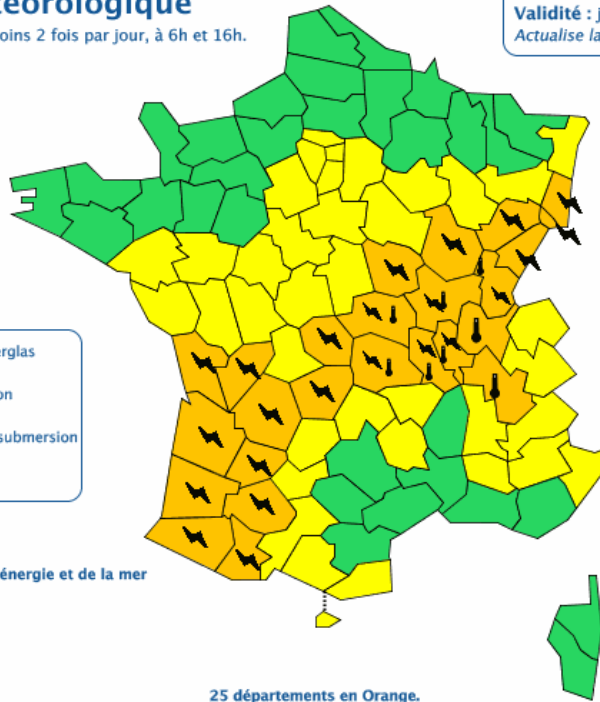 téorologique
oins 2 fois par jour, à 6h et 16h.
Validité : j
Actualise la
erglas
on
submersion
énergie et de la mer
25 départements en Orange.